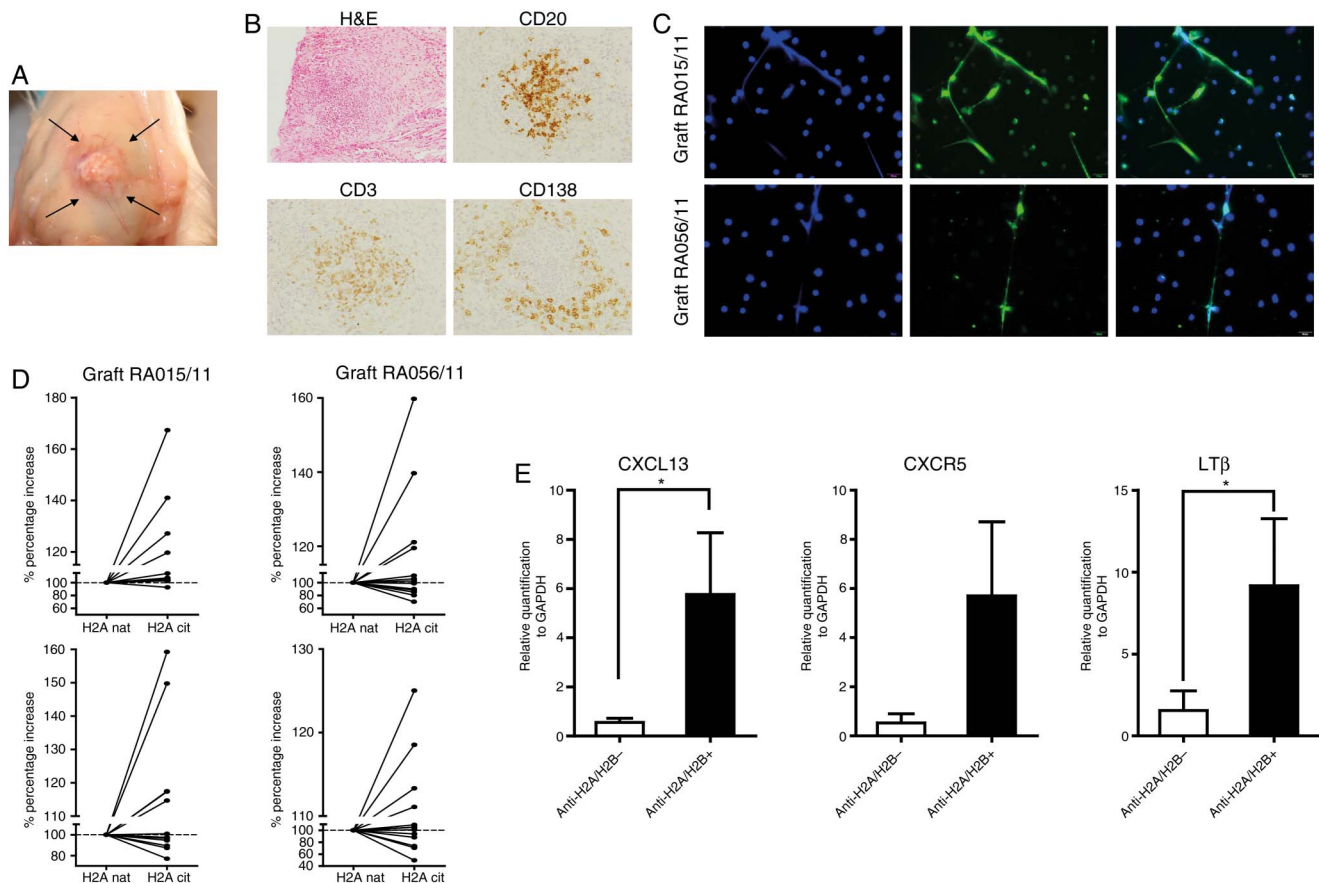 A
B
H&E
CD20
CD3
CD138
C
Graft RA015/11
Graft RA056/11
D
Graft RA015/11
% percentage increase
180
160
140
120
100
80
60
H2A nat
H2A cit
Graft RA056/11
% percentage increase
160
140
120
100
80
60
H2A nat
H2A cit
% percentage increase
160
150
140
130
120
110
100
80
H2A nat
H2A cit
% percentage increase
130
120
110
100
80
60
40
H2A nat
H2A cit
E
CXCL13
*
Relative quantification
to GAPDH
10
8
6
4
2
0
Anti-H2A/H2B–
Anti-H2A/H2B+
CXCR5
Relative quantification
to GAPDH
10
8
6
4
2
0
Anti-H2A/H2B–
Anti-H2A/H2B+
LTβ
*
Relative quantification
to GAPDH
15
10
5
0
Anti-H2A/H2B–
Anti-H2A/H2B+